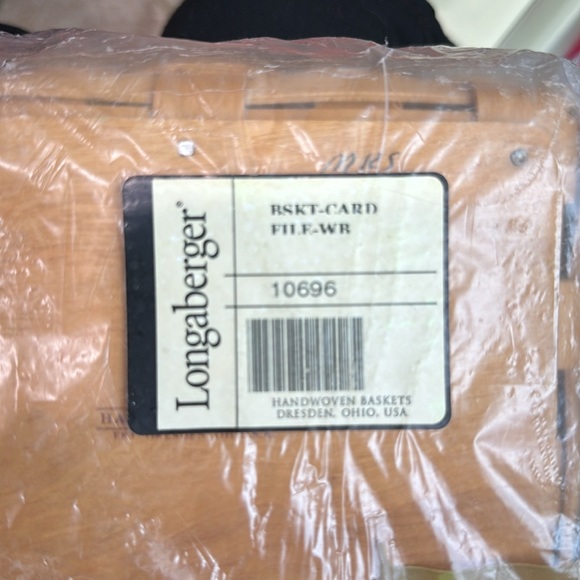 Longaberger®
BSKT-CARD
FILE-WB
10696
HANDWOVEN BASKETS
DRESDEN, OHIO, USA